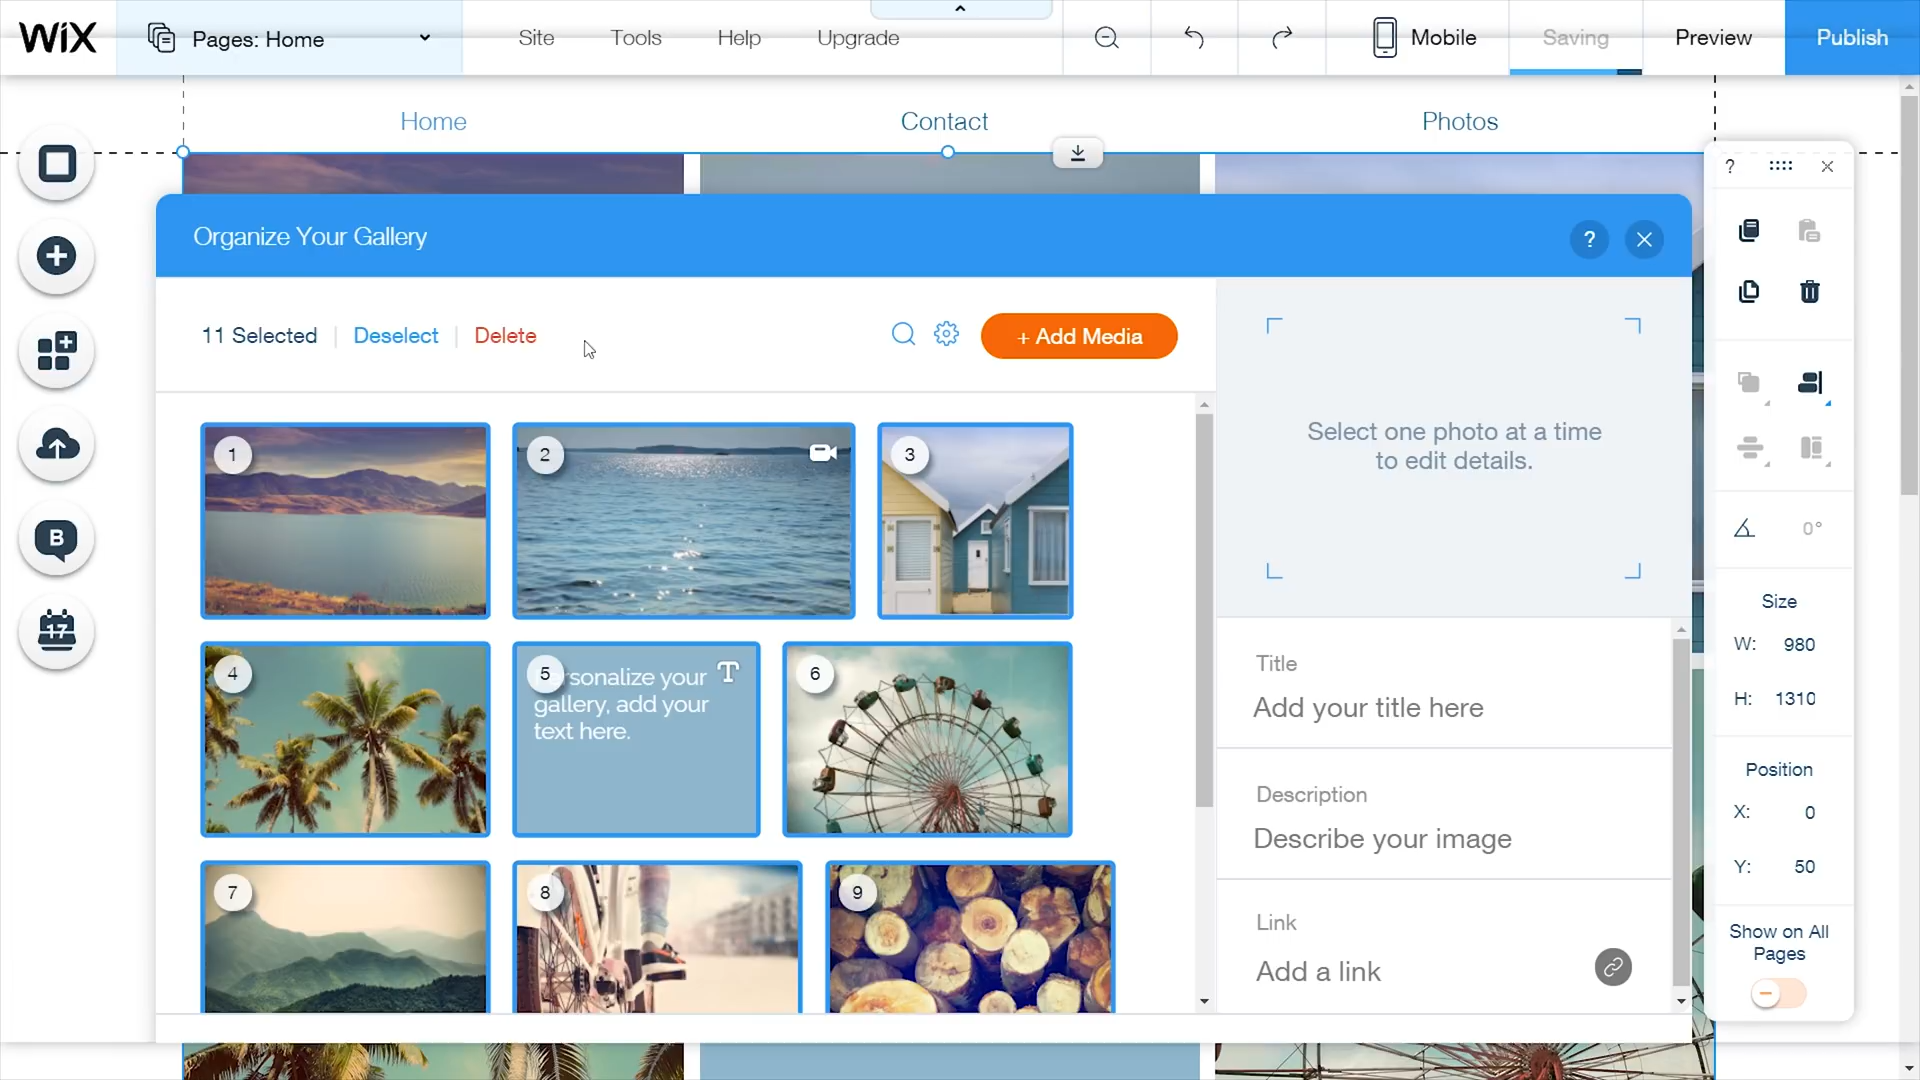 WiX
Pages: Home
Site
Tools
Help
Upgrade
Mobile
Saving
Preview
Publish
Home
Contact
Photos
Organize Your Gallery
?
11 Selected
Deselect
Delete
+ Add Media
1
2
3
4
5
sonalize your
gallery, add your
text here.
T
6
7
8
9
Select one photo at a time
to edit details.
Title
Add your title here
Description
Describe your image
Link
Add a link
B
17
?
0°
Size
W: 980
H: 1310
Position
X: 0
Y: 50
Show on All
Pages